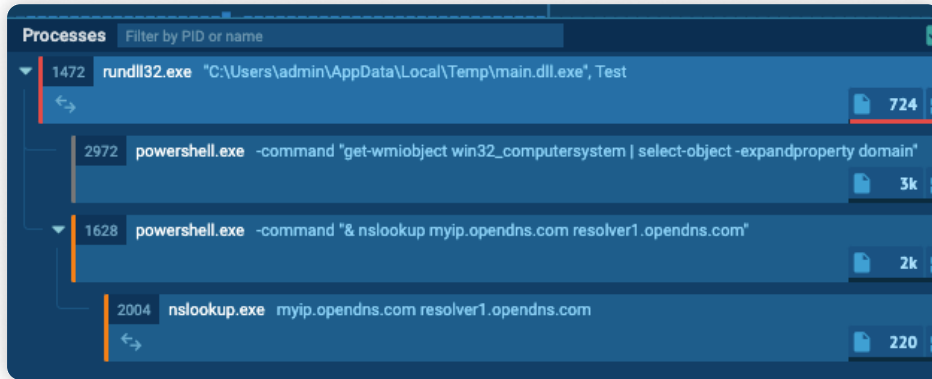 Processes Filter by PID or name
1472 rundll32.exe "C:\Users\admin\AppData\Local\Temp\main.dll.exe", Test
724
2972 powershell.exe -command "get-wmiobject win32_computersystem | select-object -expandproperty domain"
3k
1628 powershell.exe -command "& nslookup myip.opendns.com resolver1.opendns.com"
2k
2004 nslookup.exe myip.opendns.com resolver1.opendns.com
220